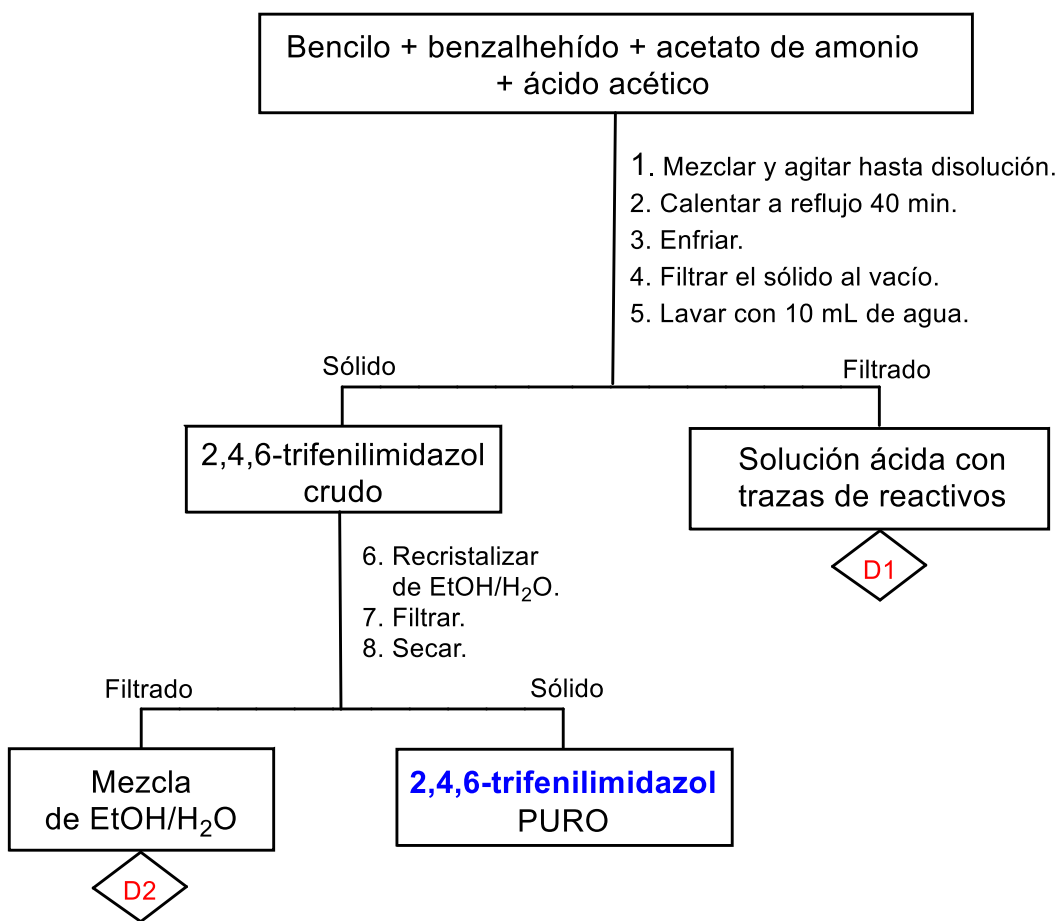 Bencilo + benzalhehído + acetato de amonio
+ ácido acético
1. Mezclar y agitar hasta disolución.
2. Calentar a reflujo 40 min.
3. Enfriar.
4. Filtrar el sólido al vacío.
5. Lavar con 10 mL de agua.
Sólido
Filtrado
2,4,6-trifenilimidazol
crudo
Solución ácida con
trazas de reactivos
D1
6. Recristalizar
de EtOH/H₂O.
7. Filtrar.
8. Secar.
Filtrado
Sólido
Mezcla
de EtOH/H₂O
2,4,6-trifenilimidazol
PURO
D2